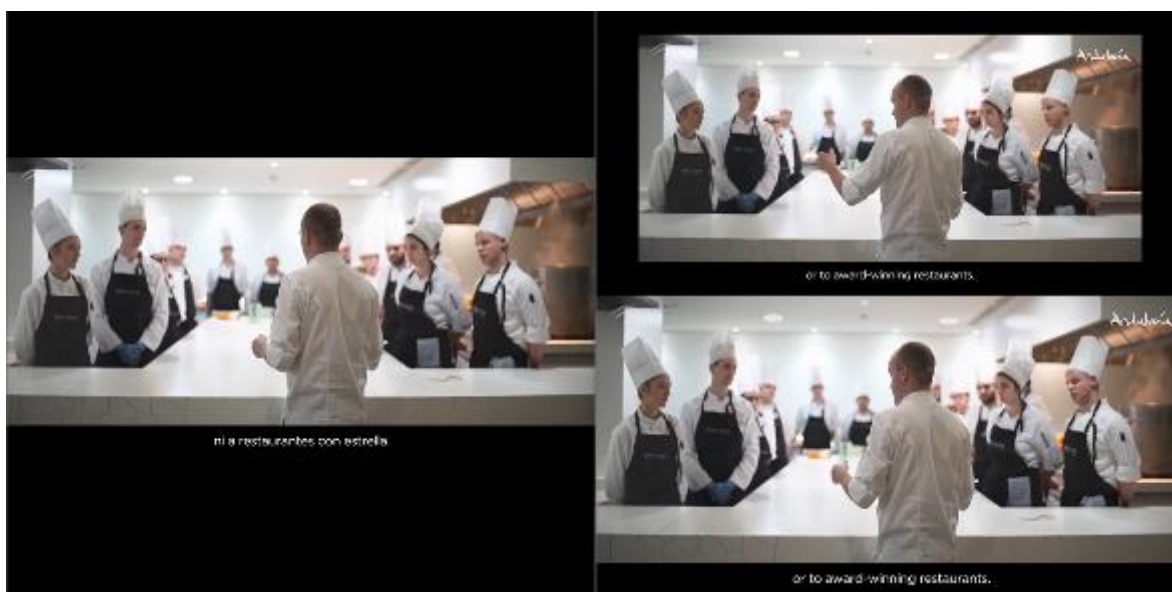 ni a restaurantes con estrella
Andalucía
or to award-winning restaurants.
Andalucía
or to award-winning restaurants.